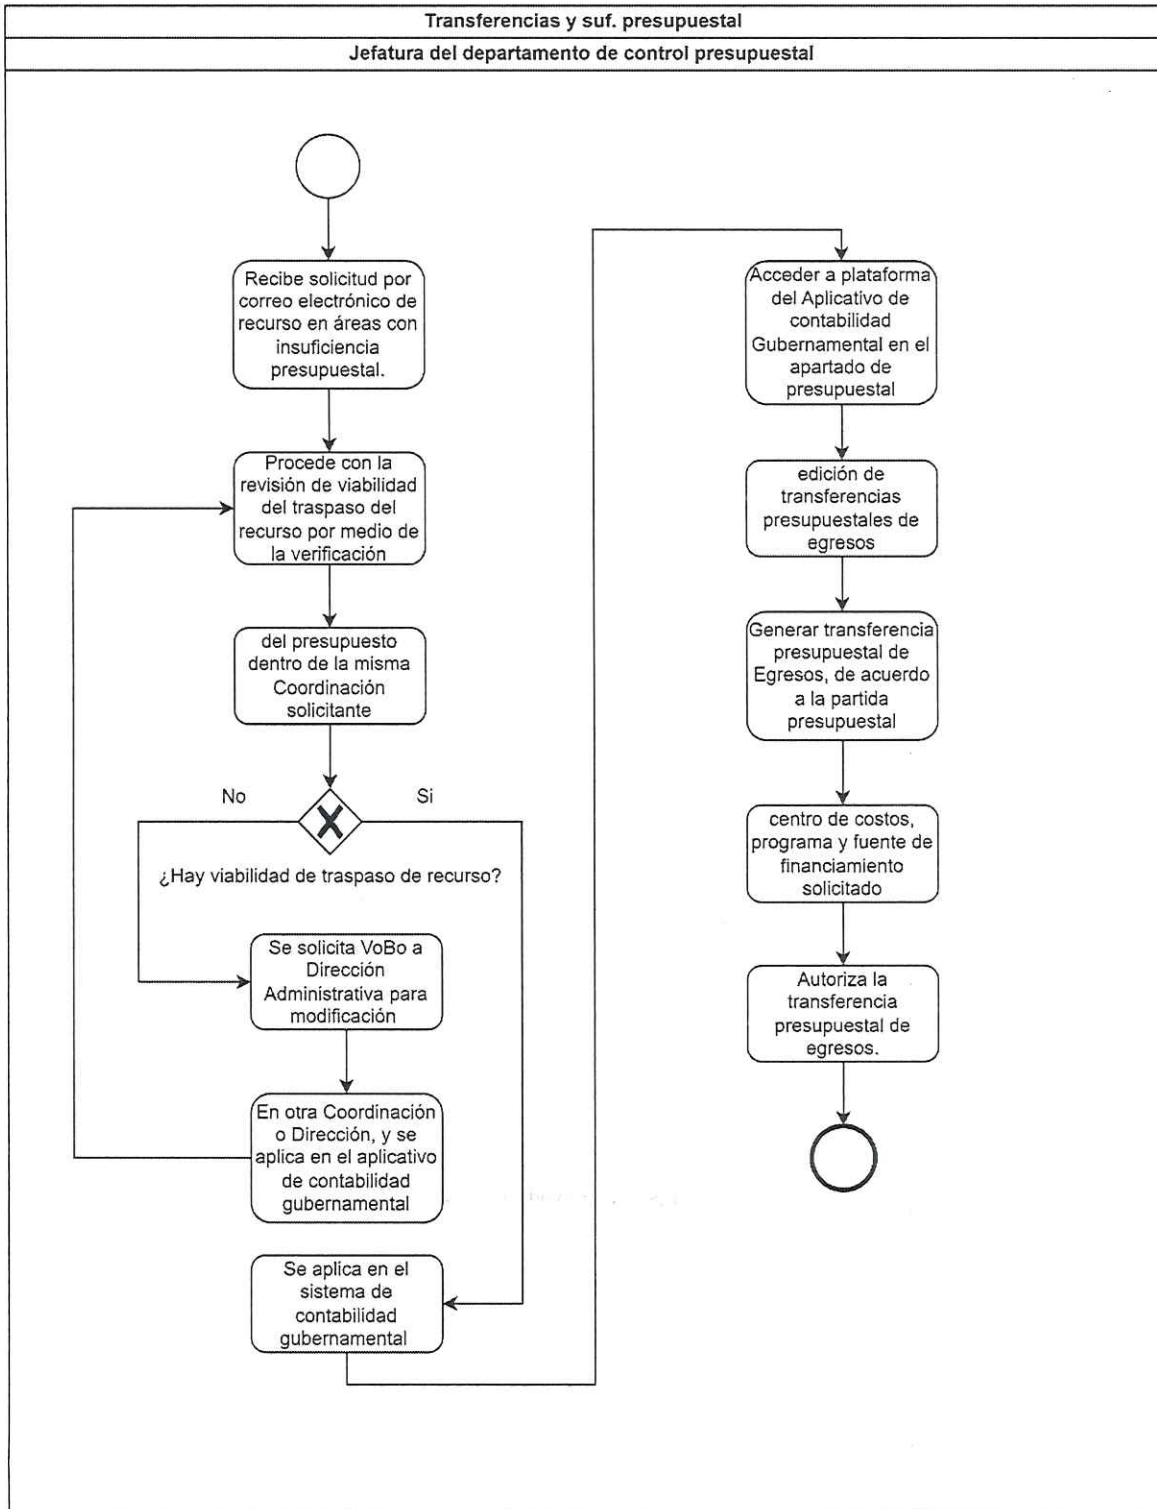 Transferencias y suf. presupuestal
Jefatura del departamento de control presupuestal
Recibe solicitud por
correo electrónico de
recurso en áreas con
insuficiencia
presupuestal.
Procede con la
revisión de viabilidad
del traspaso del
recurso por medio de
la verificación
del presupuesto
dentro de la misma
Coordinación
solicitante
No
Si
¿Hay viabilidad de traspaso de recurso?
Se solicita VoBo a
Dirección
Administrativa para
modificación
En otra Coordinación
o Dirección, y se
aplica en el aplicativo
de contabilidad
gubernamental
Se aplica en el
sistema de
contabilidad
gubernamental
Acceder a plataforma
del Aplicativo de
contabilidad
Gubernamental en el
apartado de
presupuestal
edición de
transferencias
presupuestales de
egresos
Generar transferencia
presupuestal de
Egresos, de acuerdo
a la partida
presupuestal
centro de costos,
programa y fuente de
financiamiento
solicitado
Autoriza la
transferencia
presupuestal de
egresos.